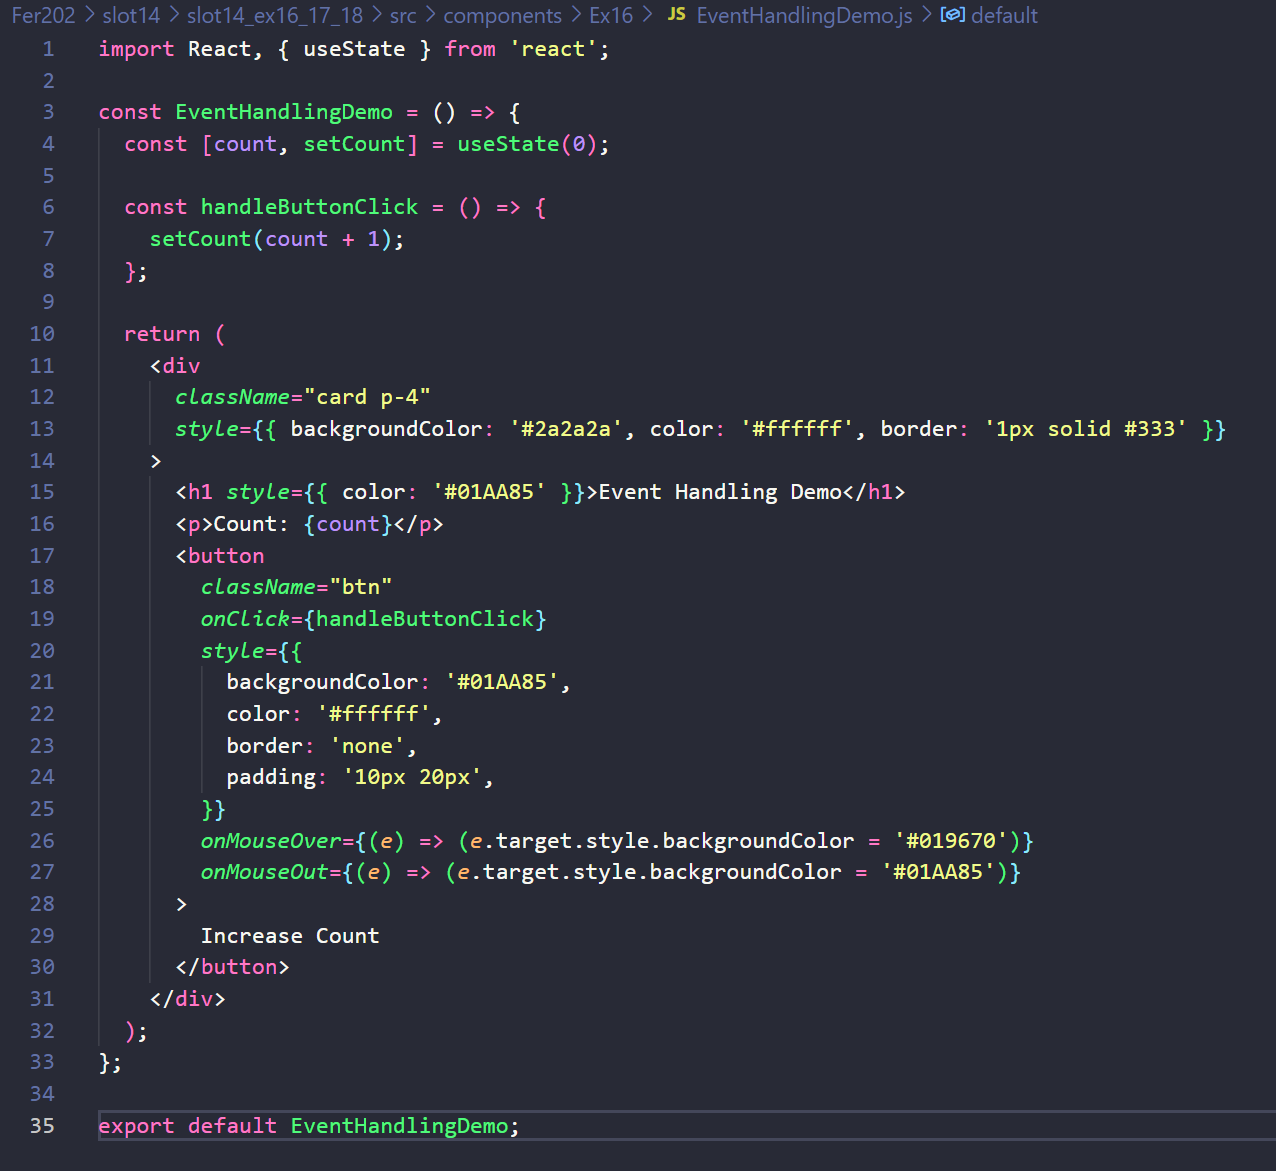 Fer202 > slot14 > slot14_ex16_17_18 > src > components > Ex16 > JS EventHandlingDemo.js > default
1 import React, { useState } from 'react';
2
3 const EventHandlingDemo = () => {
4   const [count, setCount] = useState(0);
5
6   const handleButtonClick = () => {
7     setCount(count + 1);
8   };
9
10   return (
11     <div
12       className="card p-4"
13       style={{ backgroundColor: '#2a2a2a', color: '#ffffff', border: '1px solid #333' }}
14     >
15       <h1 style={{ color: '#01AA85' }}>Event Handling Demo</h1>
16       <p>Count: {count}</p>
17       <button
18         className="btn"
19         onClick={handleButtonClick}
20         style={{
21           backgroundColor: '#01AA85',
22           color: '#ffffff',
23           border: 'none',
24           padding: '10px 20px',
25         }}
26         onMouseOver={(e) => (e.target.style.backgroundColor = '#019670')}
27         onMouseOut={(e) => (e.target.style.backgroundColor = '#01AA85')}
28       >
29         Increase Count
30       </button>
31     </div>
32   );
33 };
34
35 export default EventHandlingDemo;